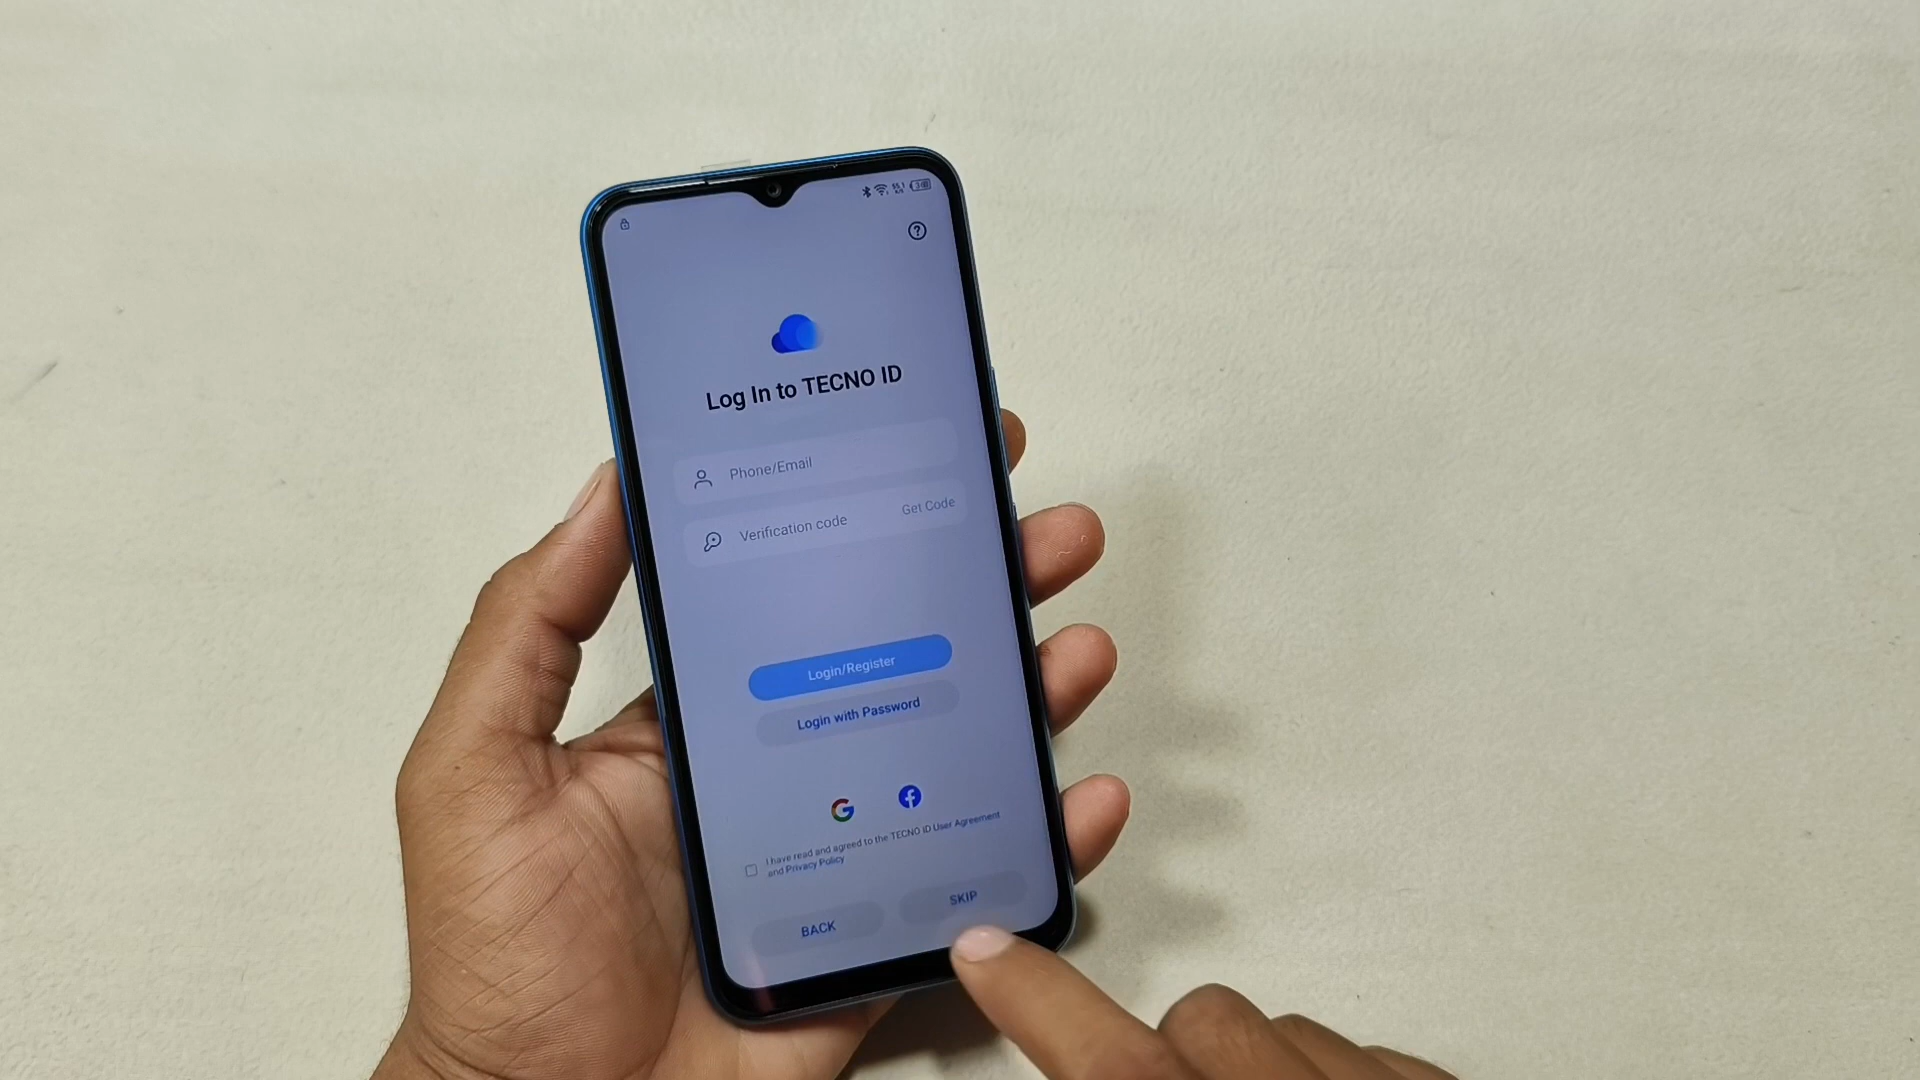 Log In to TECNO ID
Phone/Email
Verification code
Get Code
Login/Register
Login with Password
I have read and agreed to the TECNO ID User Agreement
and Privacy Policy
BACK
SKIP